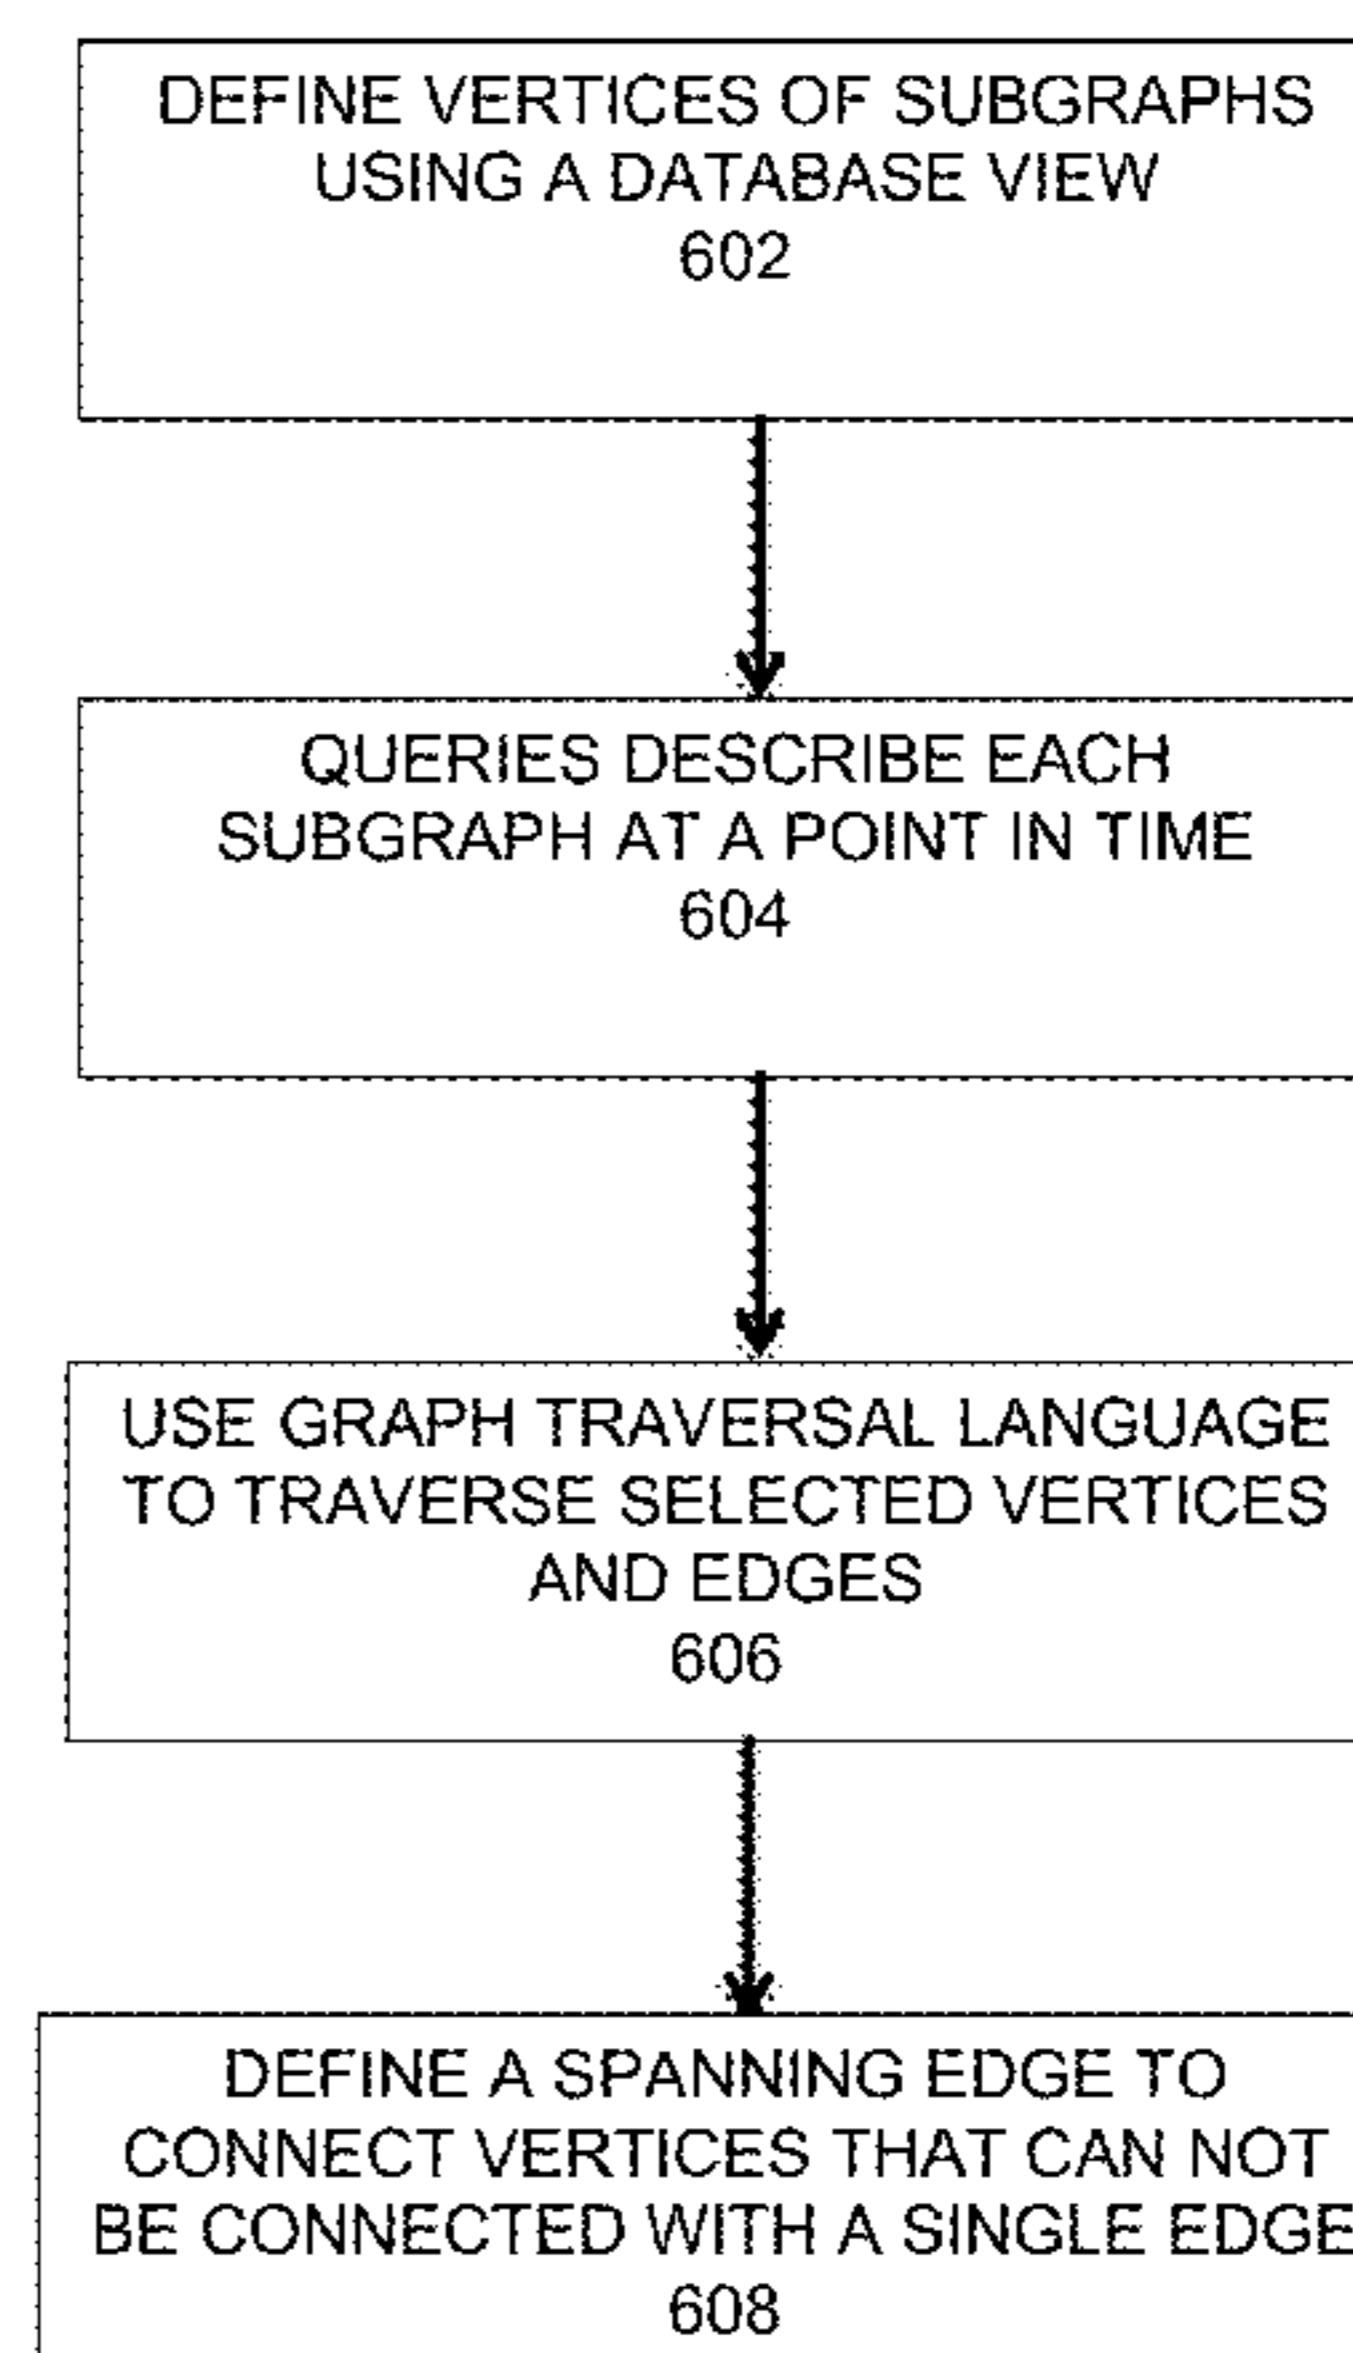 DEFINE VERTICES OF SUBGRAPHS
USING A DATABASE VIEW
602
QUERIES DESCRIBE EACH
SUBGRAPH AT A POINT IN TIME
604
USE GRAPH TRAVERSAL LANGUAGE
TO TRAVERSE SELECTED VERTICES
AND EDGES
606
DEFINE A SPANNING EDGE TO
CONNECT VERTICES THAT CAN NOT
BE CONNECTED WITH A SINGLE EDGE
608